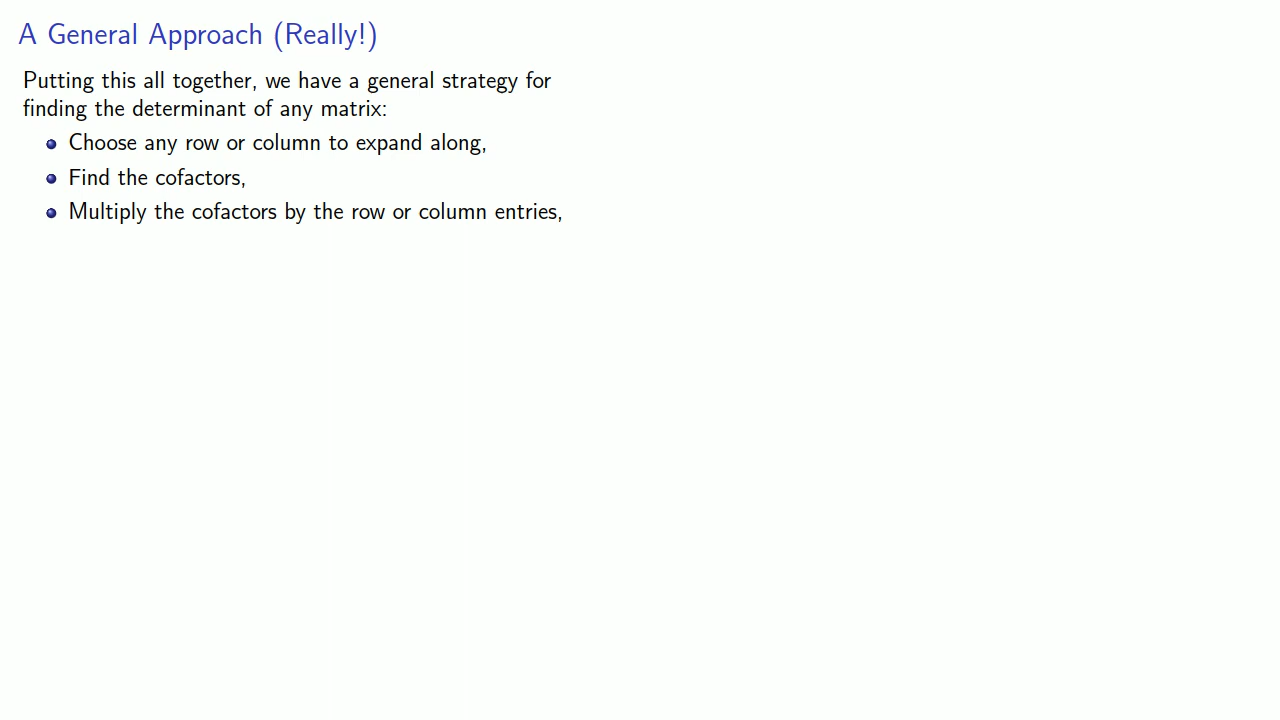 A General Approach (Really!)
Putting this all together, we have a general strategy for
finding the determinant of any matrix:
Choose any row or column to expand along,
Find the cofactors,
Multiply the cofactors by the row or column entries,